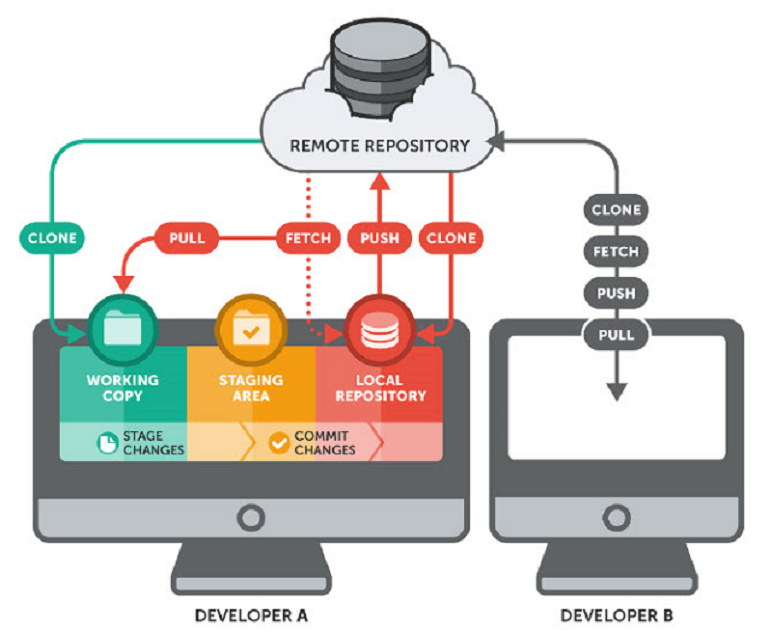 REMOTE REPOSITORY
CLONE
PULL
FETCH
PUSH
CLONE
CLONE
FETCH
PUSH
PULL
WORKING
COPY
STAGING
AREA
LOCAL
REPOSITORY
STAGE
CHANGES
COMMIT
CHANGES
DEVELOPER A
DEVELOPER B